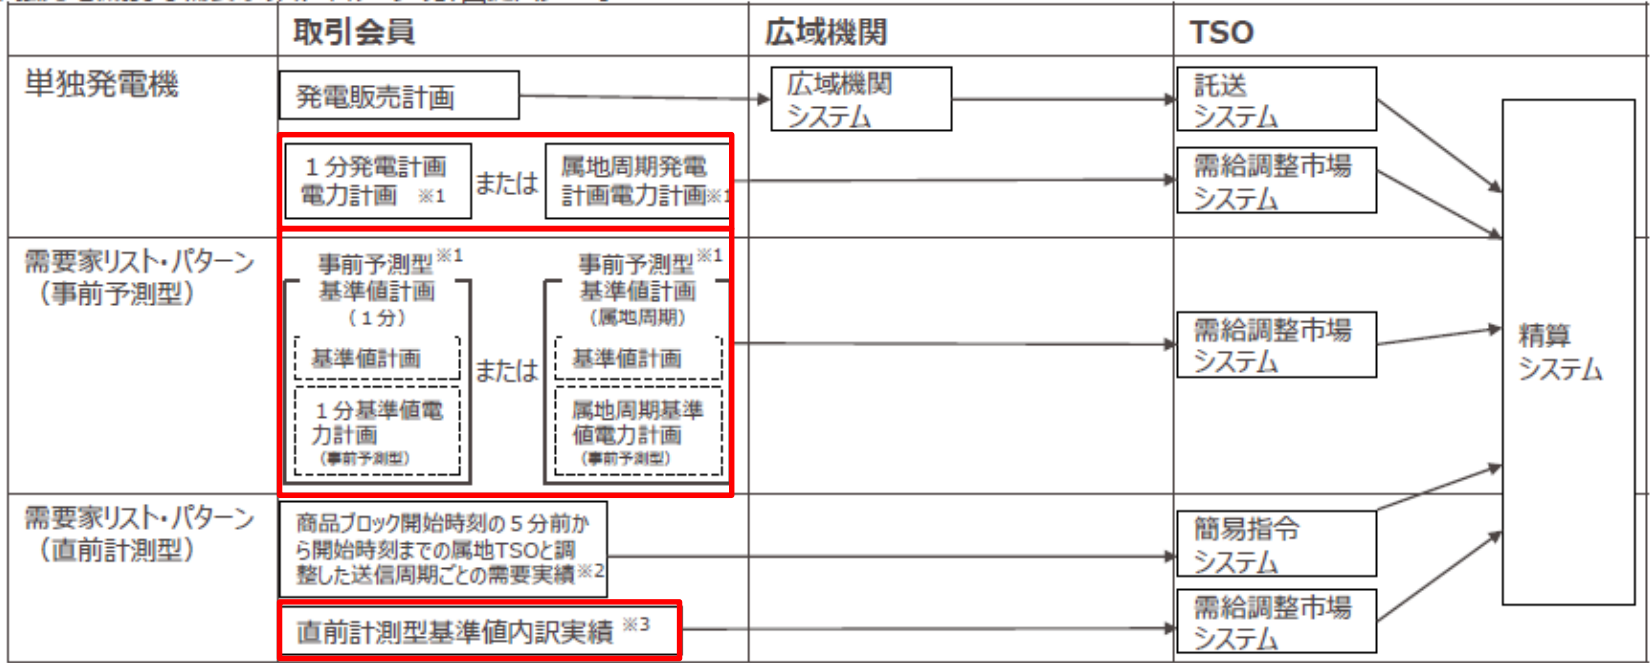 取引会員
広域機関
TSO
単独発電機
発電販売計画
広域機関
システム
託送
システム
1分発電計画
電力計画 ※1
または
属地周期発電
計画電力計画※1
需給調整市場
システム
需要家リスト・パターン
(事前予測型)
事前予測型※1
基準値計画
(1分)
基準値計画
1分基準値電
力計画
(事前予測型)
または
事前予測型※1
基準値計画
(属地周期)
基準値計画
属地周期基準
値電力計画
(事前予測型)
需給調整市場
システム
精算
システム
需要家リスト・パターン
(直前計測型)
商品ブロック開始時刻の5分前か
ら開始時刻までの属地TSOと調
整した送信周期ごとの需要実績※2
簡易指令
システム
直前計測型基準値内訳実績 ※3
需給調整市場
システム